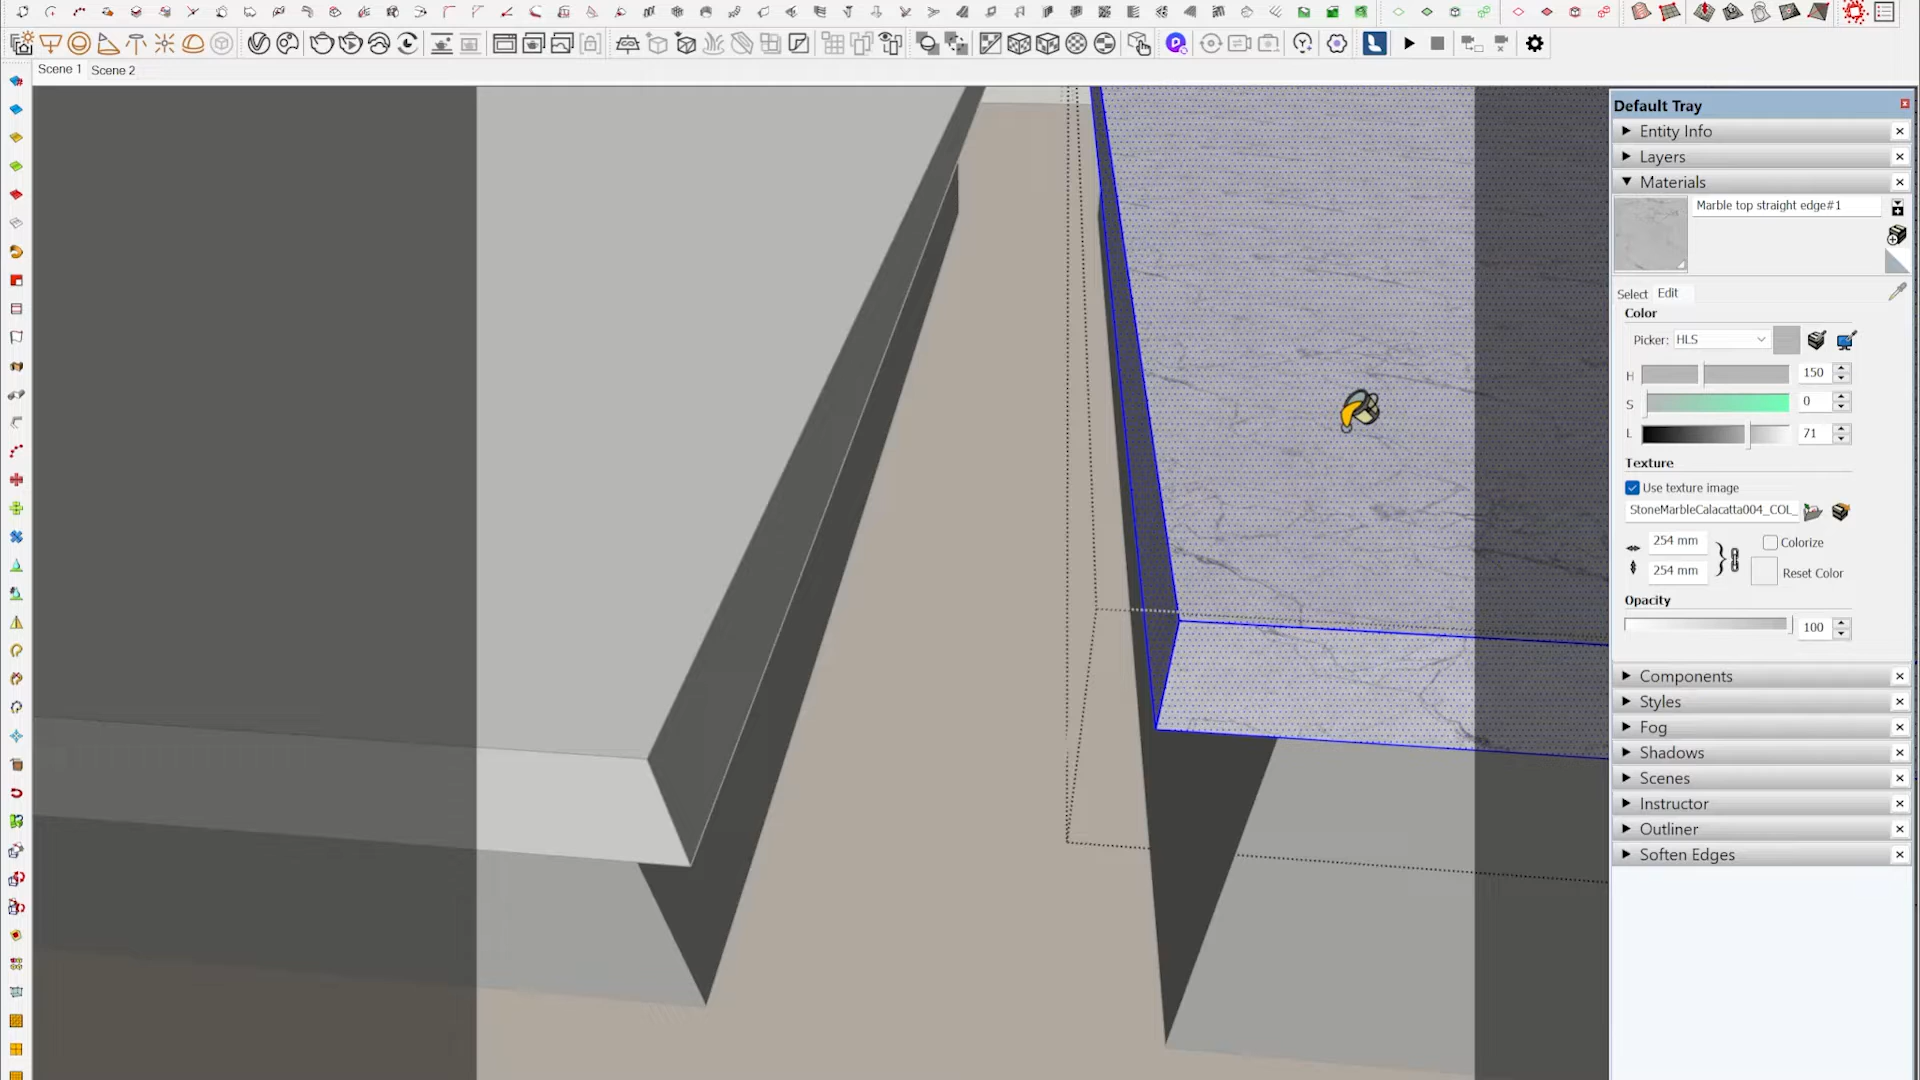 Scene 1
Scene 2
Default Tray
Entity Info
Layers
Materials
Marble top straight edge#1
Select
Edit
Color
Picker:
HLS
H
150
S
0
L
71
Texture
Use texture image
StoneMarbleCalacatta004_COL_
254 mm
Colorize
254 mm
Reset Color
Opacity
100
Components
Styles
Fog
Shadows
Scenes
Instructor
Outliner
Soften Edges